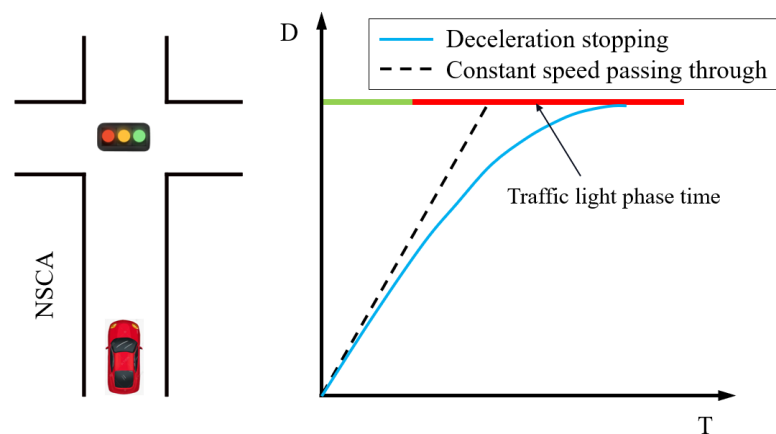 D
Deceleration stopping
Constant speed passing through
Traffic light phase time
NSCA
T